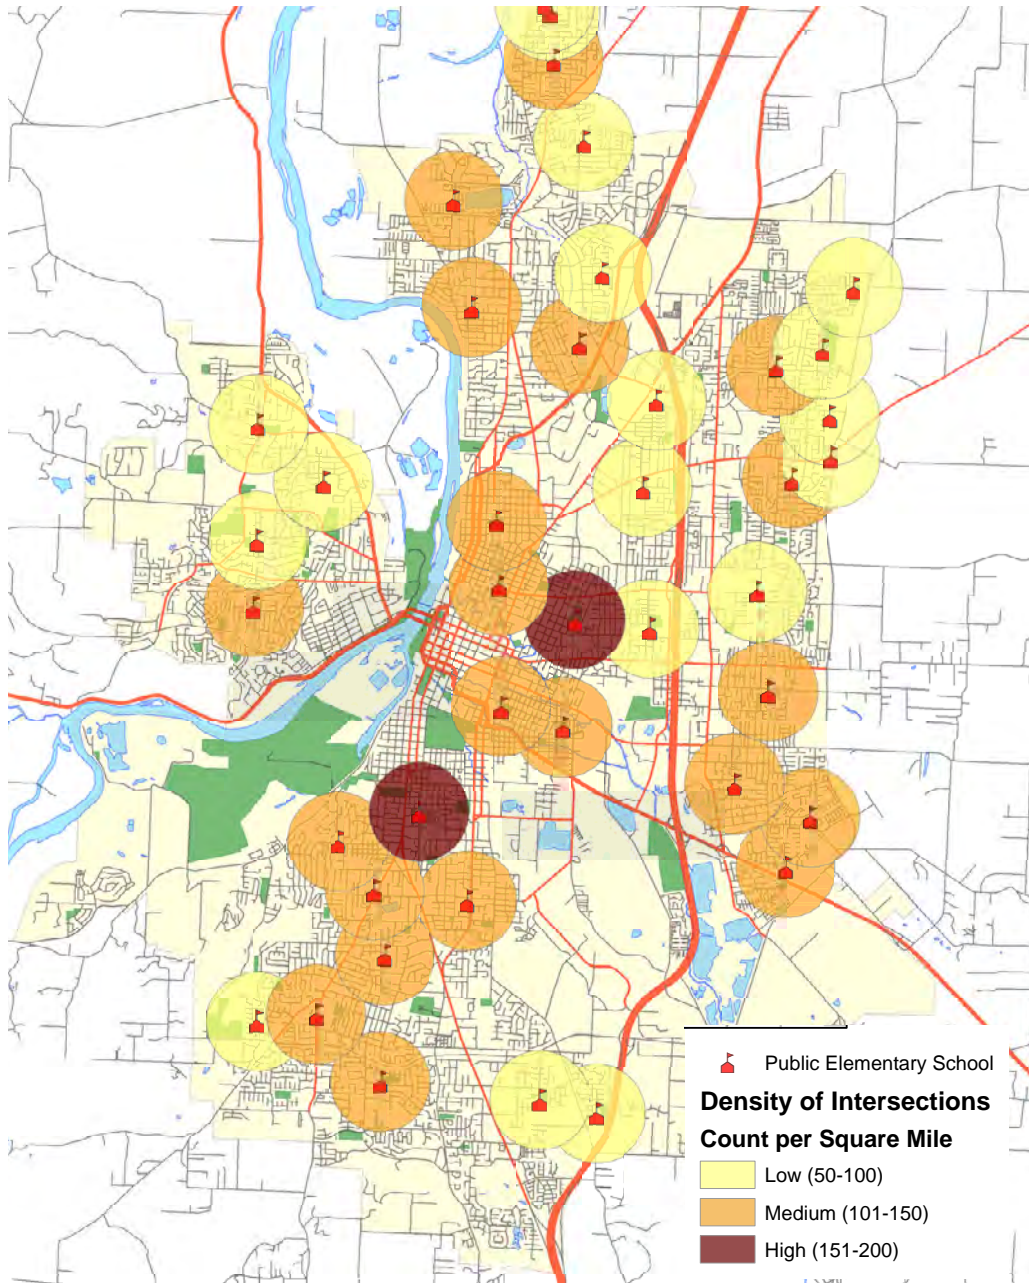 Public Elementary School
Density of Intersections
Count per Square Mile
Low (50-100)
Medium (101-150)
High (151-200)